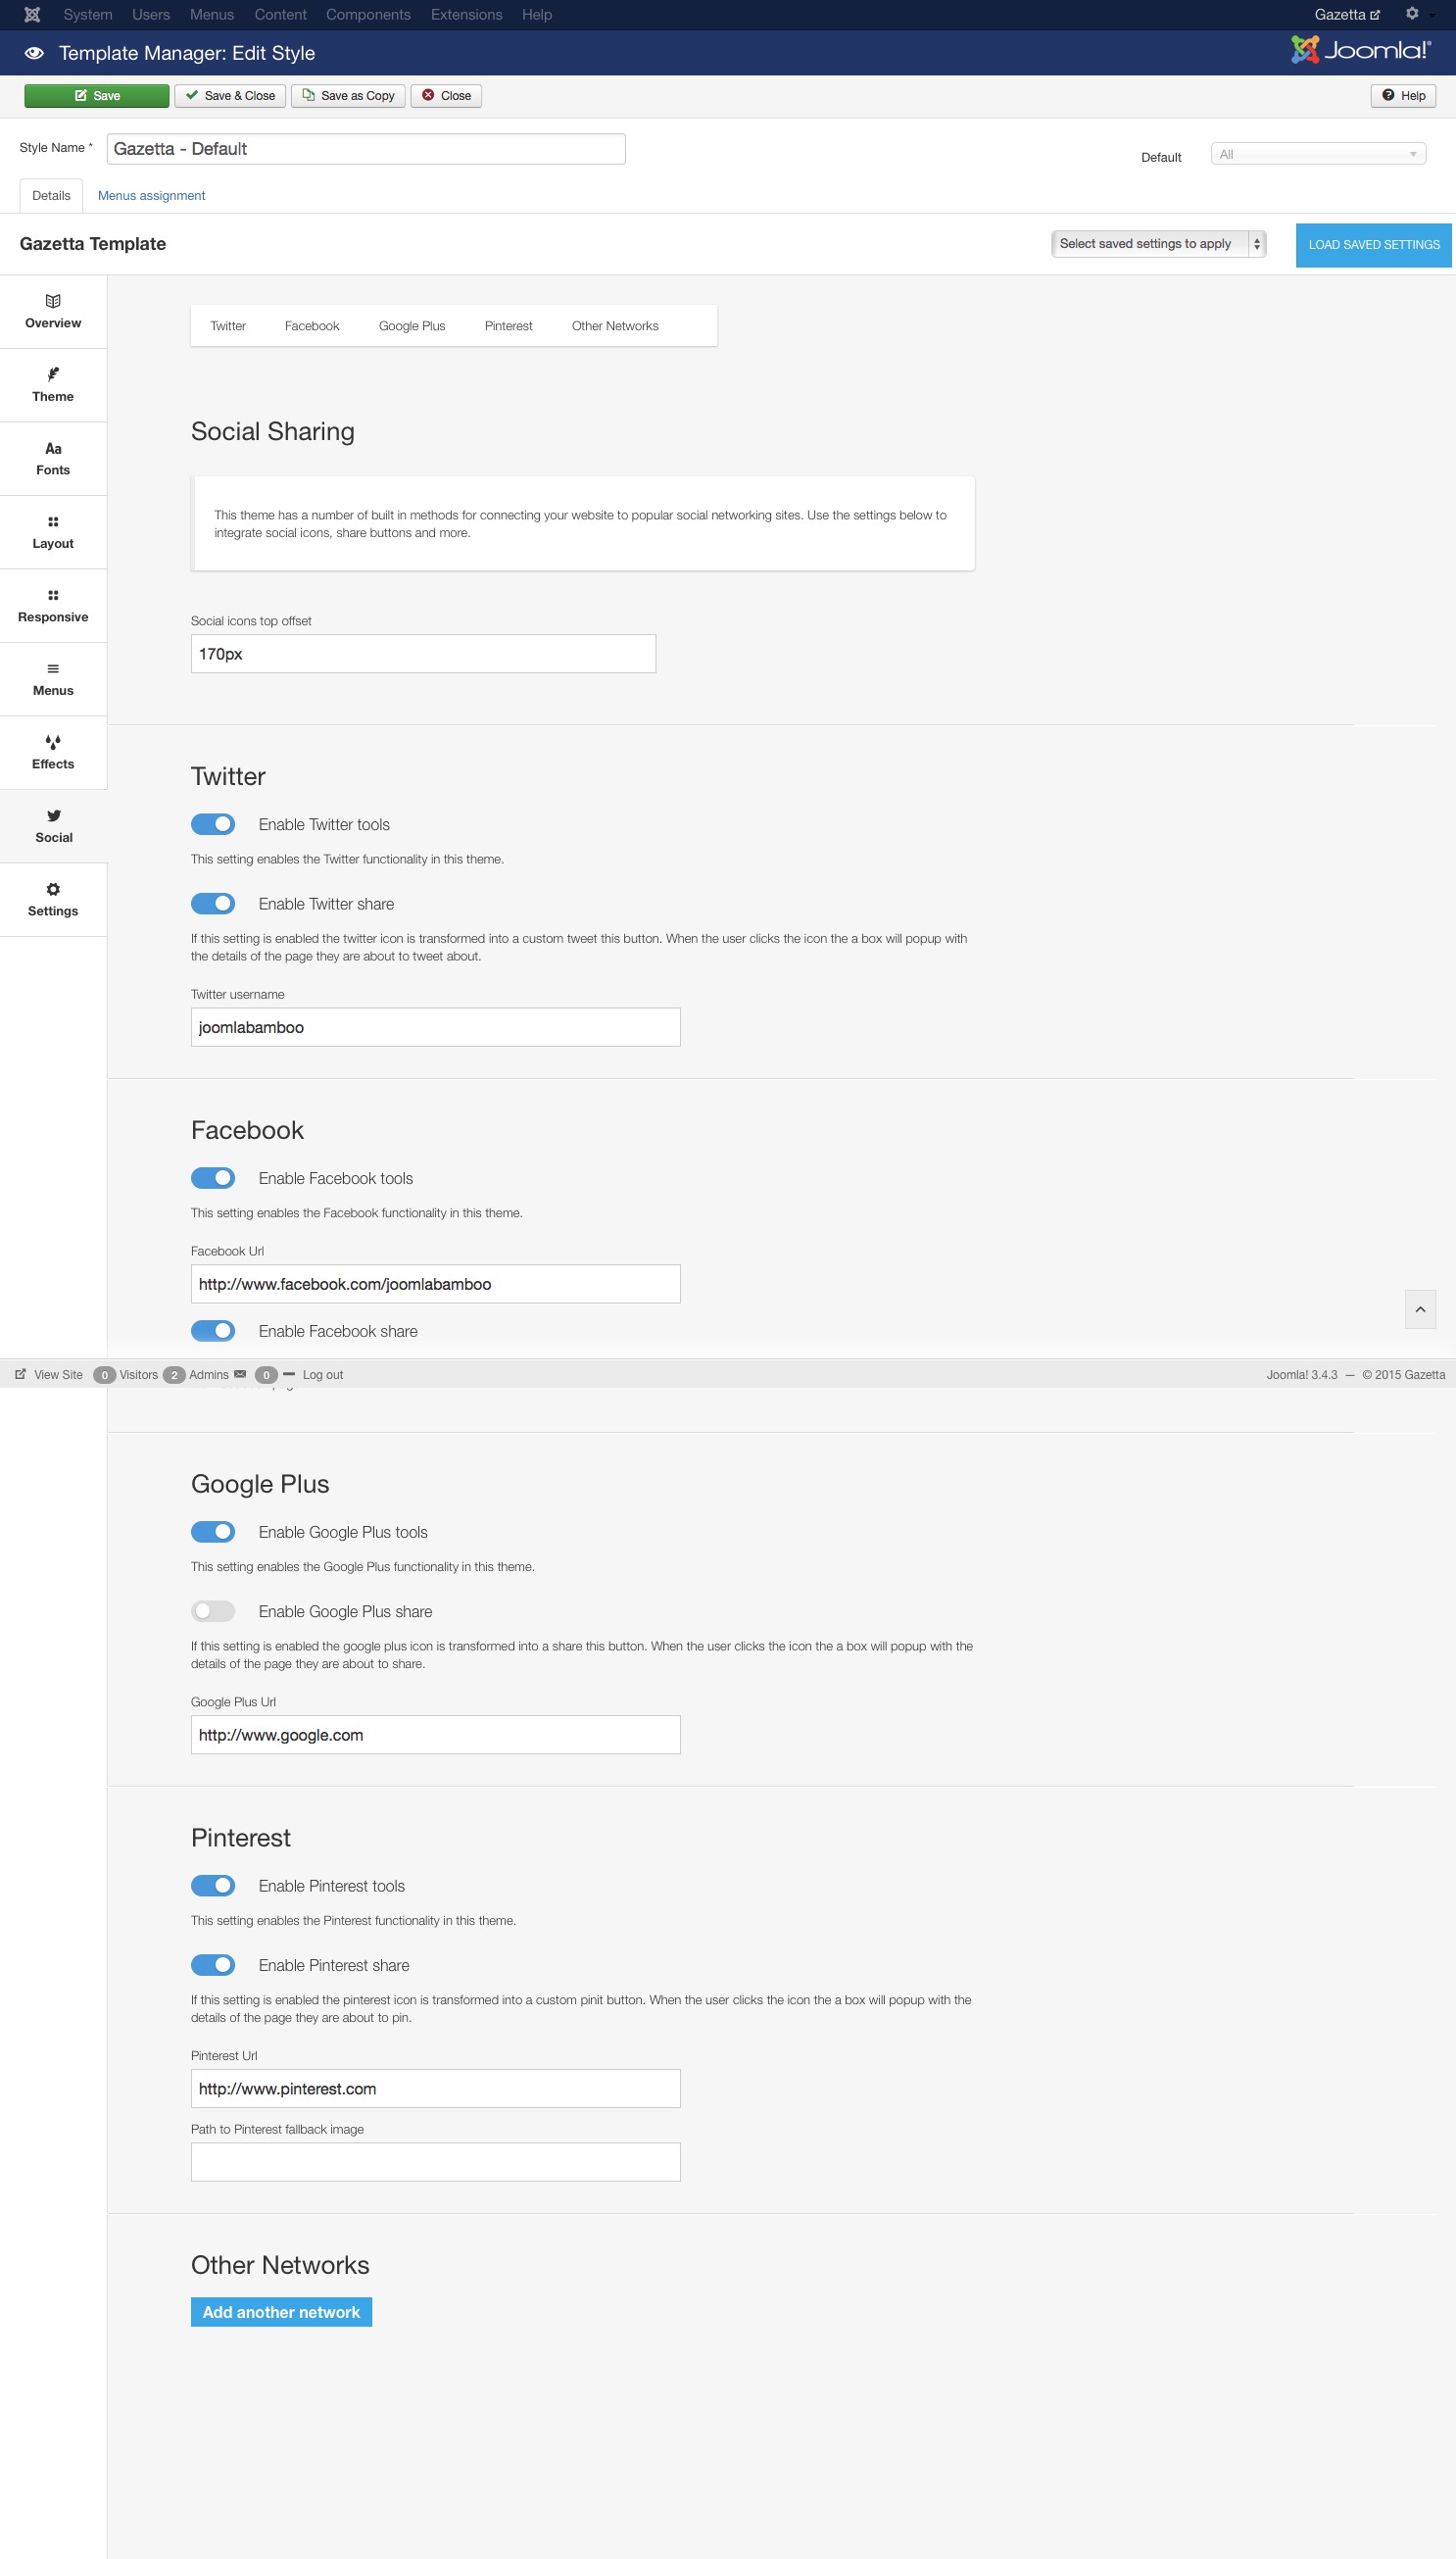 System Users Menus Content Components Extensions Help Gazetta
Template Manager: Edit Style Joomla!®
Save Save & Close Save as Copy Close Help
Style Name * Gazetta - Default Default All
Details Menus assignment
Gazetta Template Select saved settings to apply LOAD SAVED SETTINGS
Overview
Theme
Aa
Fonts
Layout
Responsive
Menus
Effects
Social
Settings
Twitter Facebook Google Plus Pinterest Other Networks
Social Sharing
This theme has a number of built in methods for connecting your website to popular social networking sites. Use the settings below to
integrate social icons, share buttons and more.
Social icons top offset
170px
Twitter
Enable Twitter tools
This setting enables the Twitter functionality in this theme.
Enable Twitter share
If this setting is enabled the twitter icon is transformed into a custom tweet this button. When the user clicks the icon the a box will popup with
the details of the page they are about to tweet about.
Twitter username
joomlabamboo
Facebook
Enable Facebook tools
This setting enables the Facebook functionality in this theme.
Facebook Url
http://www.facebook.com/joomlabamboo
Enable Facebook share
View Site 0 Visitors 2 Admins 0 Log out Joomla! 3.4.3 — © 2015 Gazetta
Google Plus
Enable Google Plus tools
This setting enables the Google Plus functionality in this theme.
Enable Google Plus share
If this setting is enabled the google plus icon is transformed into a share this button. When the user clicks the icon the a box will popup with the
details of the page they are about to share.
Google Plus Url
http://www.google.com
Pinterest
Enable Pinterest tools
This setting enables the Pinterest functionality in this theme.
Enable Pinterest share
If this setting is enabled the pinterest icon is transformed into a custom pinit button. When the user clicks the icon the a box will popup with the
details of the page they are about to pin.
Pinterest Url
http://www.pinterest.com
Path to Pinterest fallback image
Other Networks
Add another network